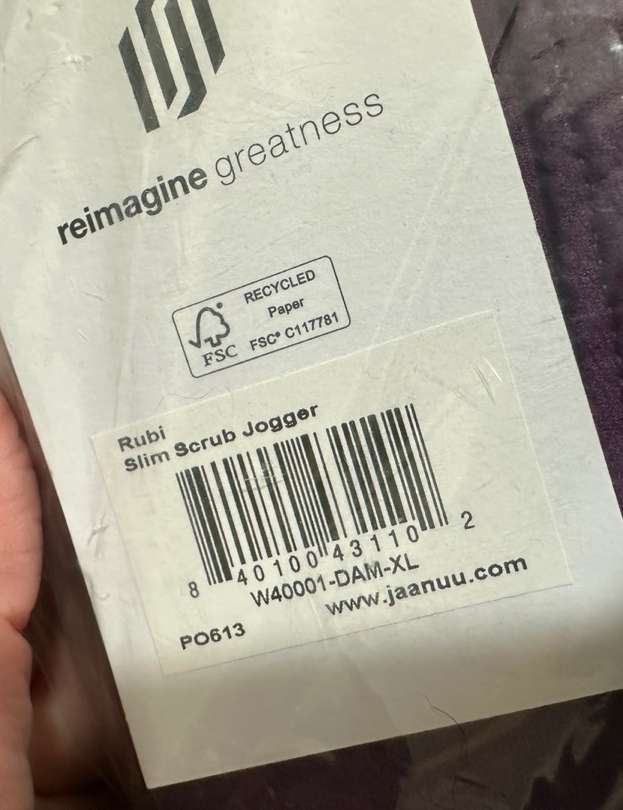 reimagine greatness
RECYCLED
Paper
FSC® C117781
FSC
Rubi
Slim Scrub Jogger
8 40100 43110 2
W40001-DAM-XL
www.jaanuu.com
PO613